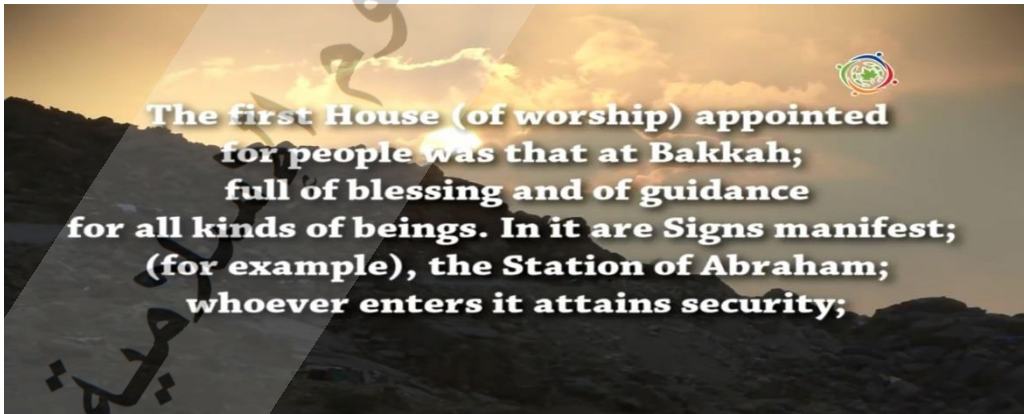 The first House (of worship) appointed
for people was that at Bakkah;
full of blessing and of guidance
for all kinds of beings. In it are Signs manifest;
(for example), the Station of Abraham;
whoever enters it attains security;